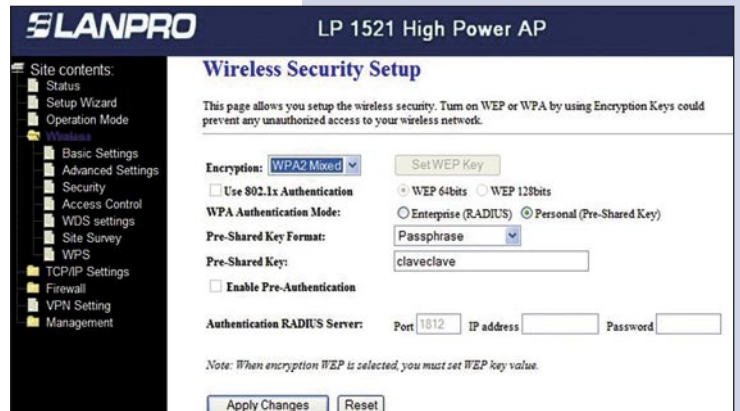 LANPRO
LP 1521 High Power AP
Site contents:
Status
Setup Wizard
Operation Mode
Wireless
Basic Settings
Advanced Settings
Security
Access Control
WDS settings
Site Survey
WPS
TCP/IP Settings
Firewall
VPN Setting
Management
Wireless Security Setup
This page allows you setup the wireless security. Turn on WEP or WPA by using Encryption Keys could
prevent any unauthorized access to your wireless network.
Encryption: WPA2 Mixed Set WEP Key
Use 802.1x Authentication WEP 64bits WEP 128bits
WPA Authentication Mode: Enterprise (RADIUS) Personal (Pre-Shared Key)
Pre-Shared Key Format: Passphrase
Pre-Shared Key: claveclave
Enable Pre-Authentication
Authentication RADIUS Server: Port 1812 IP address Password
Note: When encryption WEP is selected, you must set WEP key value.
Apply Changes Reset